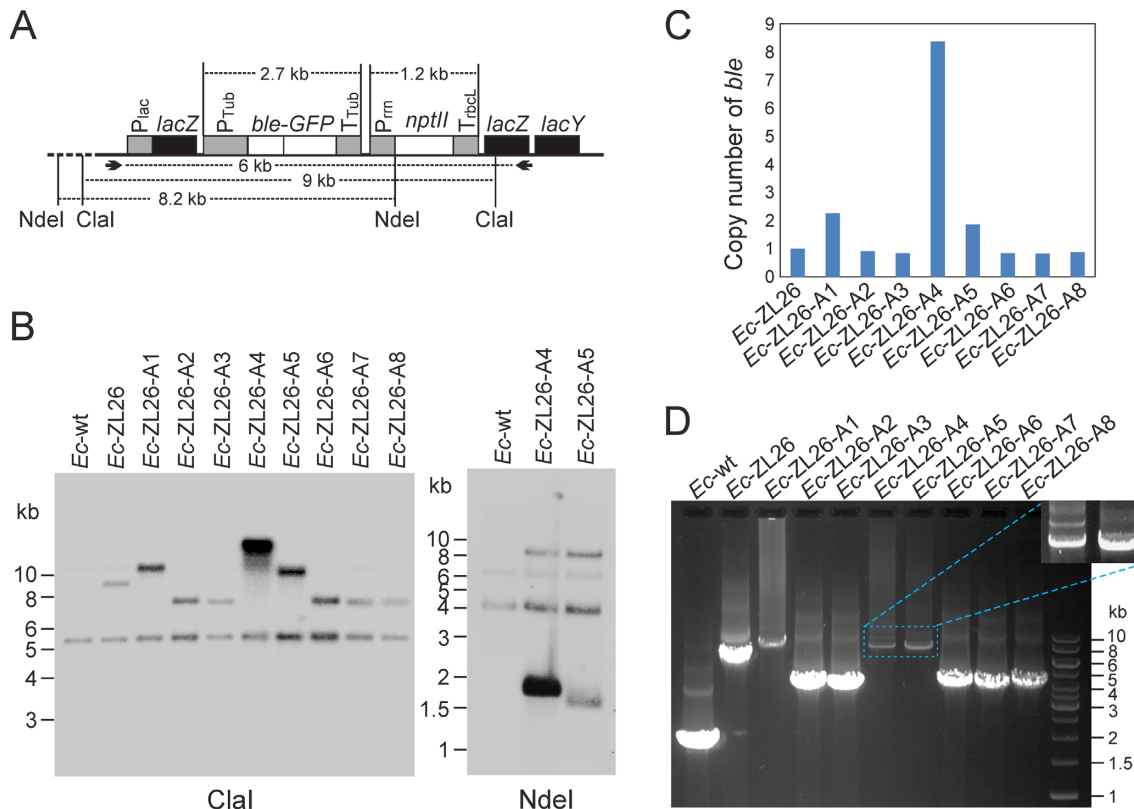 A
2.7 kb
1.2 kb
Plac
lacZ
PTub
ble-GFP
TTub
Prrn
nptII
TrbcL
lacZ
lacY
6 kb
9 kb
8.2 kb
NdeI
ClaI
NdeI
ClaI
B
Ec-wt
Ec-ZL26
Ec-ZL26-A1
Ec-ZL26-A2
Ec-ZL26-A3
Ec-ZL26-A4
Ec-ZL26-A5
Ec-ZL26-A6
Ec-ZL26-A7
Ec-ZL26-A8
kb
10
8
6
5
4
3
ClaI
Ec-wt
Ec-ZL26-A4
Ec-ZL26-A5
kb
10
8
6
5
4
3
2
1.5
1
NdeI
C
Copy number of ble
9
8
7
6
5
4
3
2
1
0
Ec-ZL26
Ec-ZL26-A1
Ec-ZL26-A2
Ec-ZL26-A3
Ec-ZL26-A4
Ec-ZL26-A5
Ec-ZL26-A6
Ec-ZL26-A7
Ec-ZL26-A8
D
Ec-wt
Ec-ZL26
Ec-ZL26-A1
Ec-ZL26-A2
Ec-ZL26-A3
Ec-ZL26-A4
Ec-ZL26-A5
Ec-ZL26-A6
Ec-ZL26-A7
Ec-ZL26-A8
kb
10
8
6
5
4
3
2
1.5
1